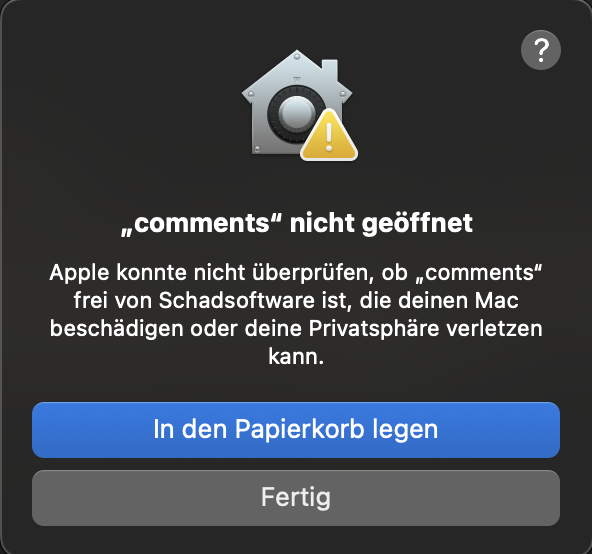 ?
„comments“ nicht geöffnet
Apple konnte nicht überprüfen, ob „comments“
frei von Schadsoftware ist, die deinen Mac
beschädigen oder deine Privatsphäre verletzen
kann.
In den Papierkorb legen
Fertig